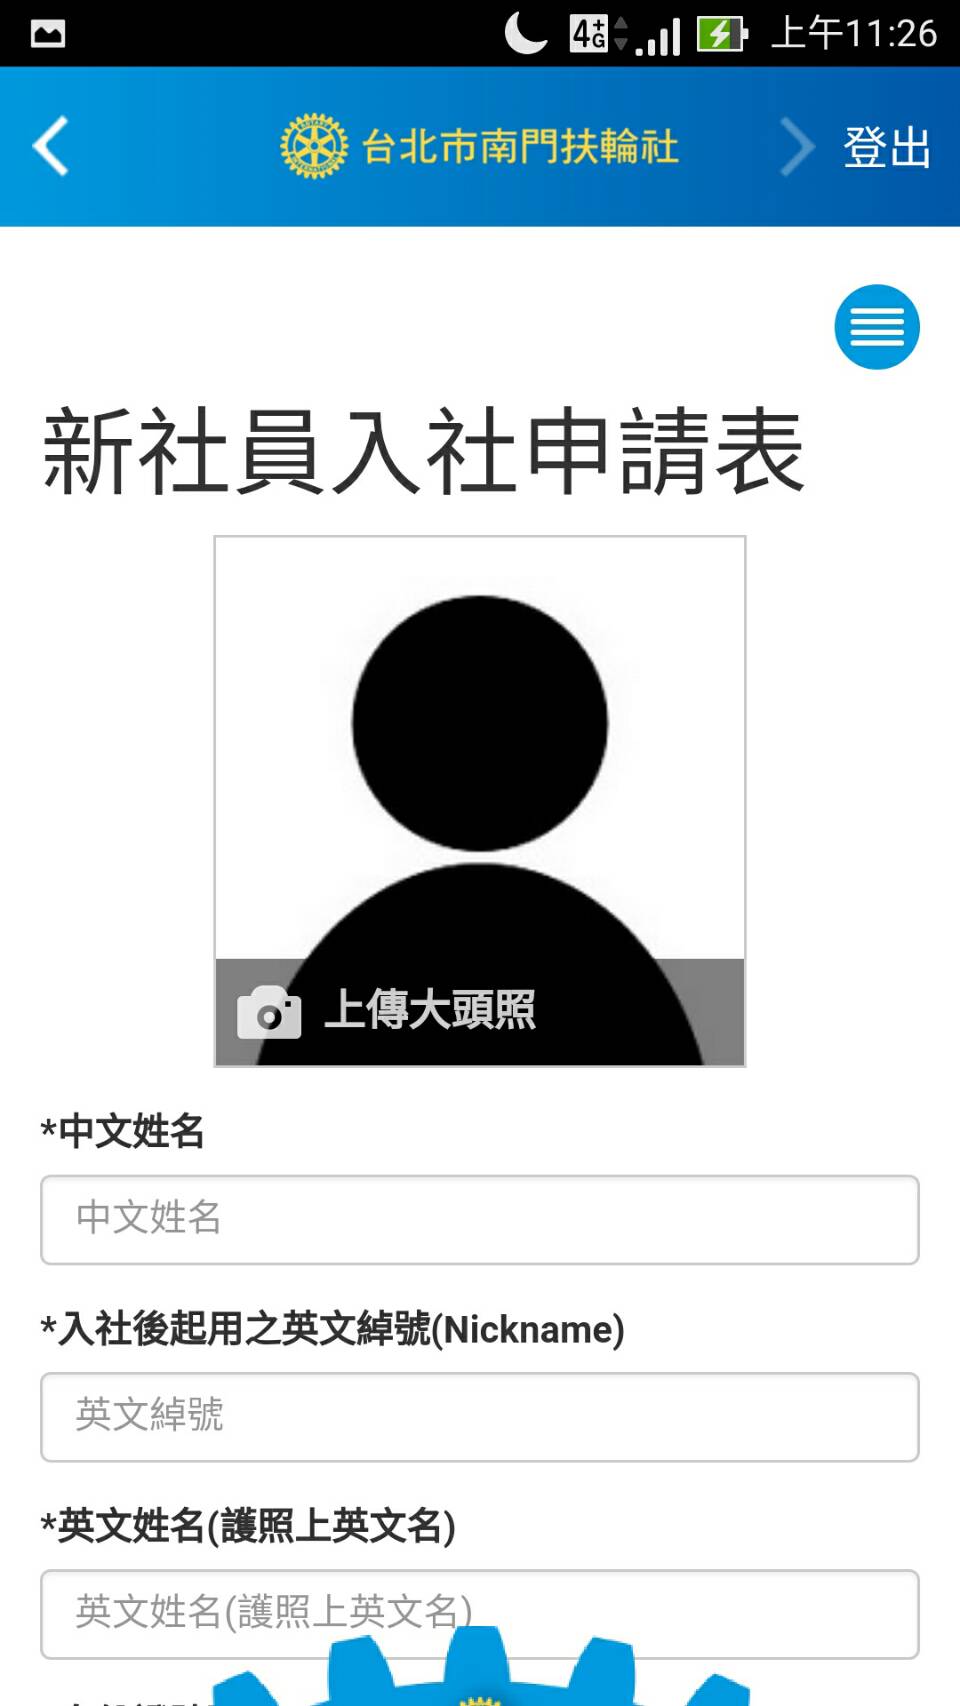 上午11:26
台北市南門扶輪社
登出
新社員入社申請表
上傳大頭照
*中文姓名
中文姓名
*入社後起用之英文綽號(Nickname)
英文綽號
*英文姓名(護照上英文名)
英文姓名(護照上英文名)